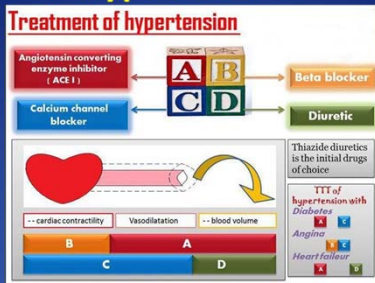 Treatment of hypertension
Angiotensin converting
enzyme inhibitor
( ACE I )
A B
C D
Beta blocker
Calcium channel
blocker
Diuretic
Thiazide diuretics
is the initial drugs
of choice
-- cardiac contractility
Vasodilatation
-- blood volume
B A
C D
TTT of
hypertension with
Diabetes
A C
Angina
B C
Heart faileur
A D